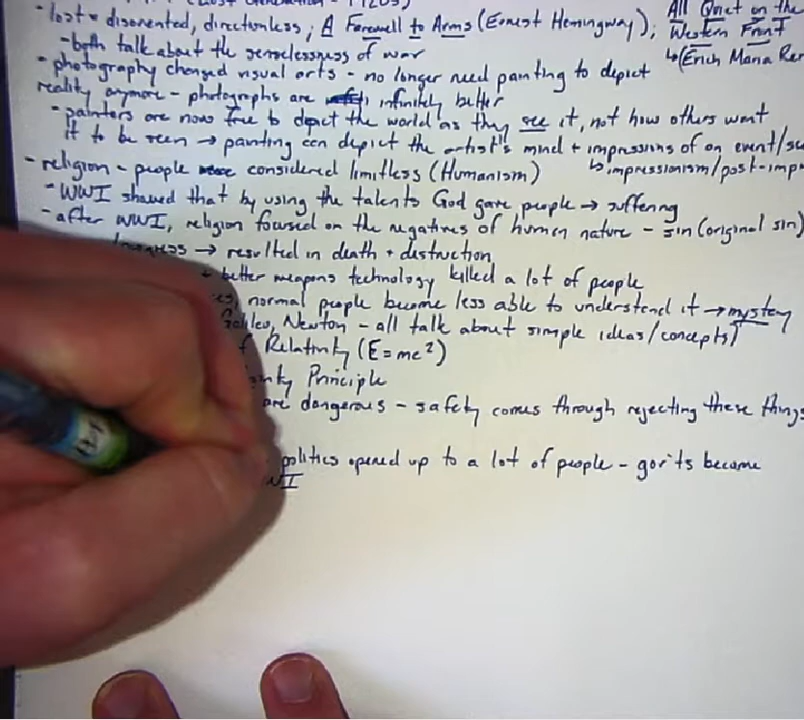 - lost = disoriented, directionless ; A Farewell to Arms (Ernest Hemingway) ; All Quiet on the
Western Front
- both talk about the senselessness of war
↳ (Erich Maria Rer
- photography changed visual arts - no longer need painting to depict
reality anymore - photographs are infinitely better
- painters are now free to depict the world as they see it, not how others want
it to be seen → painting can depict the artist's mind + impressions of an event/sc
↳ impressionism/post-imp
- religion - people considered limitless (Humanism)
- WWI showed that by using the talents God gave people → suffering
- after WWI, religion focused on the negatives of human nature - sin (original sin)
→ resulted in death + destruction
better weapons technology killed a lot of people
normal people become less able to understand it → mystery
Galileo, Newton - all talk about simple ideas/concepts)
f Relativity (E=mc²)
inty Principle
are dangerous - safety comes through rejecting these things
politics opened up to a lot of people - gov'ts become
WI